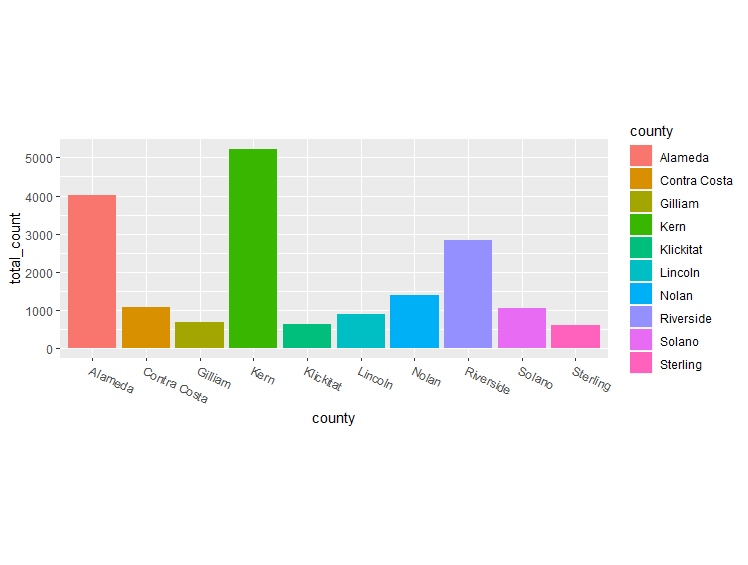 total_count
5000
4000
3000
2000
1000
0
Alameda
Contra Costa
Gilliam
Kern
Klickitat
Lincoln
Nolan
Riverside
Solano
Sterling
county
county
Alameda
Contra Costa
Gilliam
Kern
Klickitat
Lincoln
Nolan
Riverside
Solano
Sterling